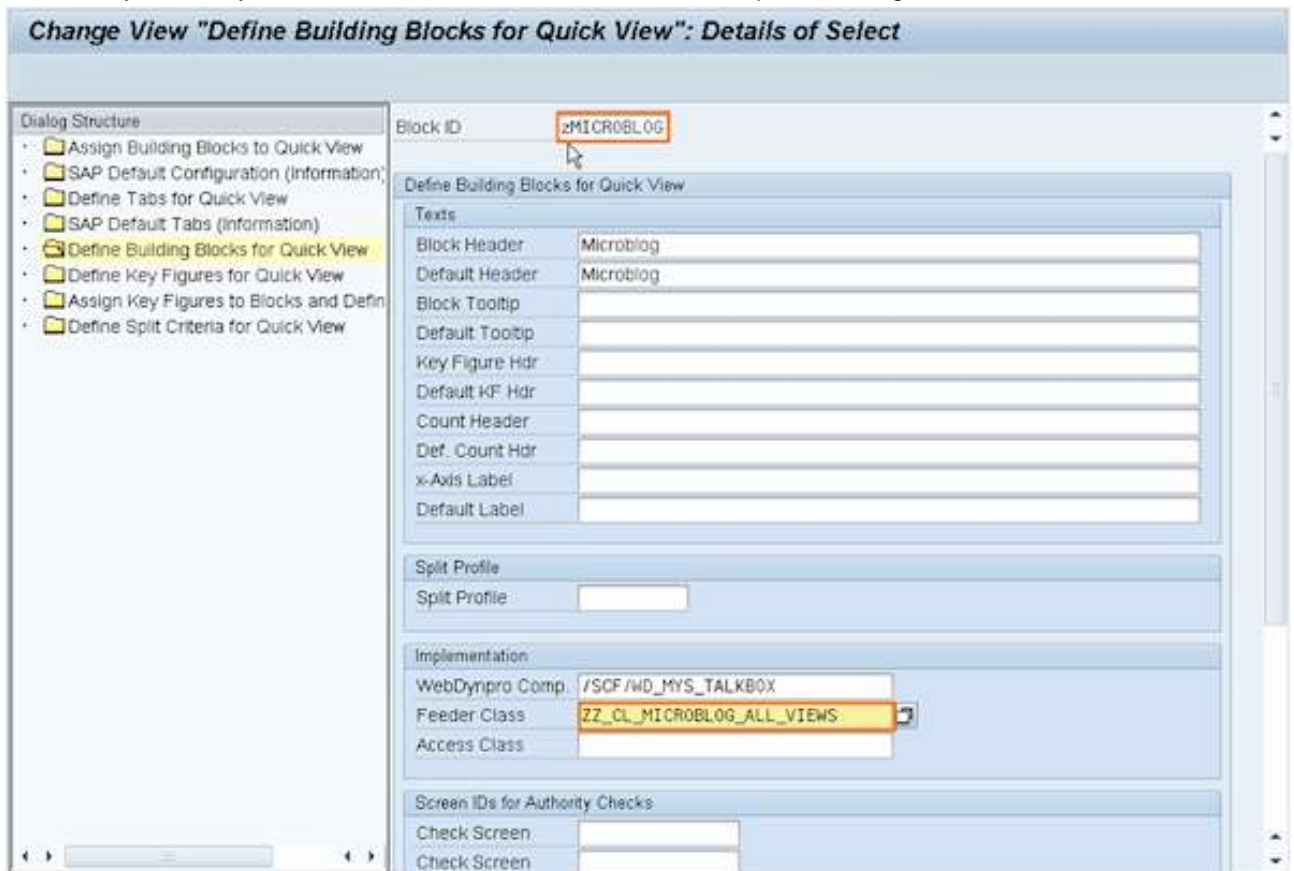 Change View "Define Building Blocks for Quick View": Details of Select
Dialog Structure
Assign Building Blocks to Quick View
SAP Default Configuration (Information)
Define Tabs for Quick View
SAP Default Tabs (Information)
Define Building Blocks for Quick View
Define Key Figures for Quick View
Assign Key Figures to Blocks and Defin
Define Split Criteria for Quick View
Block ID zMICROBLOG
Define Building Blocks for Quick View
Texts
Block Header Microblog
Default Header Microblog
Block Tooltip
Default Tooltip
Key Figure Hdr
Default KF Hdr
Count Header
Def. Count Hdr
x-Axis Label
Default Label
Split Profile
Split Profile
Implementation
WebDynpro Comp. /SCF/WD_MYS_TALKBOX
Feeder Class ZZ_CL_MICROBLOG_ALL_VIEWS
Access Class
Screen IDs for Authority Checks
Check Screen
Check Screen